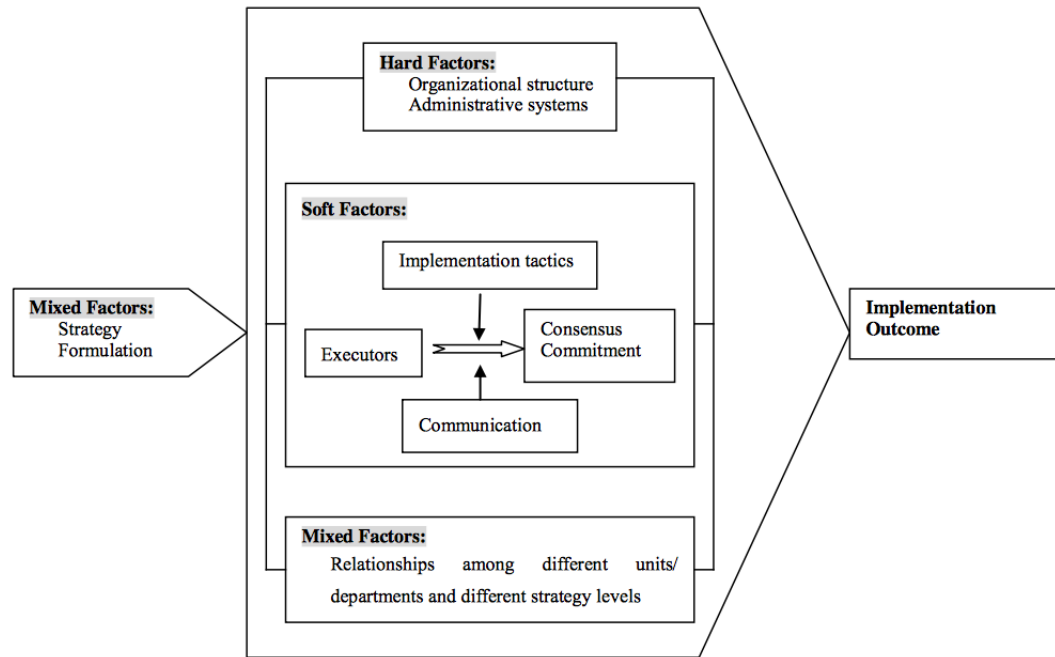 Hard Factors:
Organizational structure
Administrative systems
Soft Factors:
Implementation tactics
Mixed Factors:
Strategy
Formulation
Executors
Consensus
Commitment
Communication
Implementation
Outcome
Mixed Factors:
Relationships among different units/
departments and different strategy levels